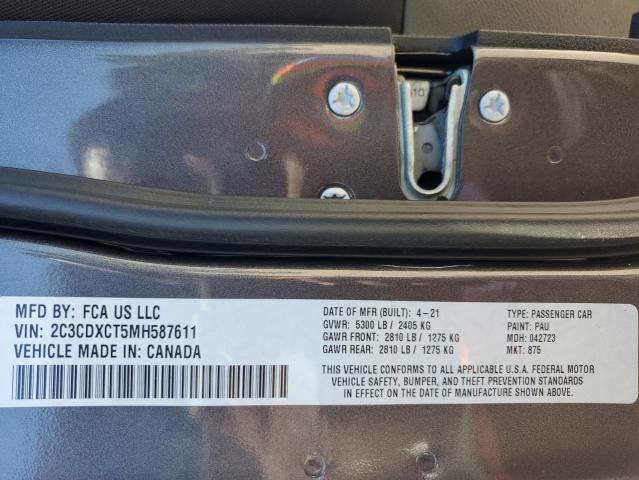 510
MFD BY: FCA US LLC
VIN: 2C3CDXCT5MH587611
VEHICLE MADE IN: CANADA
DATE OF MFR (BUILT): 4-21
GVWR: 5300 LB / 2405 KG
GAWR FRONT: 2810 LB / 1275 KG
GAWR REAR: 2810 LB / 1275 KG
TYPE: PASSENGER CAR
PAINT: PAU
MDH: 042723
MKT: 875
THIS VEHICLE CONFORMS TO ALL APPLICABLE U.S.A. FEDERAL MOTOR
VEHICLE SAFETY, BUMPER, AND THEFT PREVENTION STANDARDS
IN EFFECT ON THE DATE OF MANUFACTURE SHOWN ABOVE.